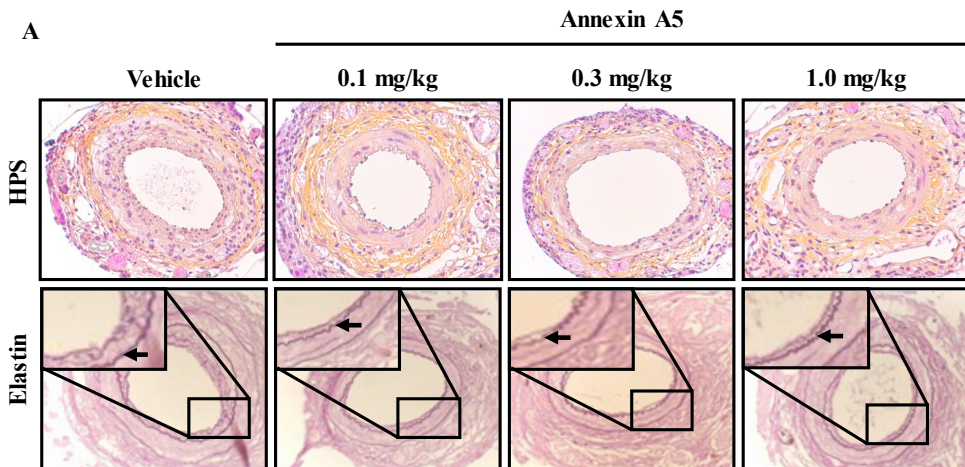 A
Annexin A5
Vehicle
0.1 mg/kg
0.3 mg/kg
1.0 mg/kg
HPS
Elastin